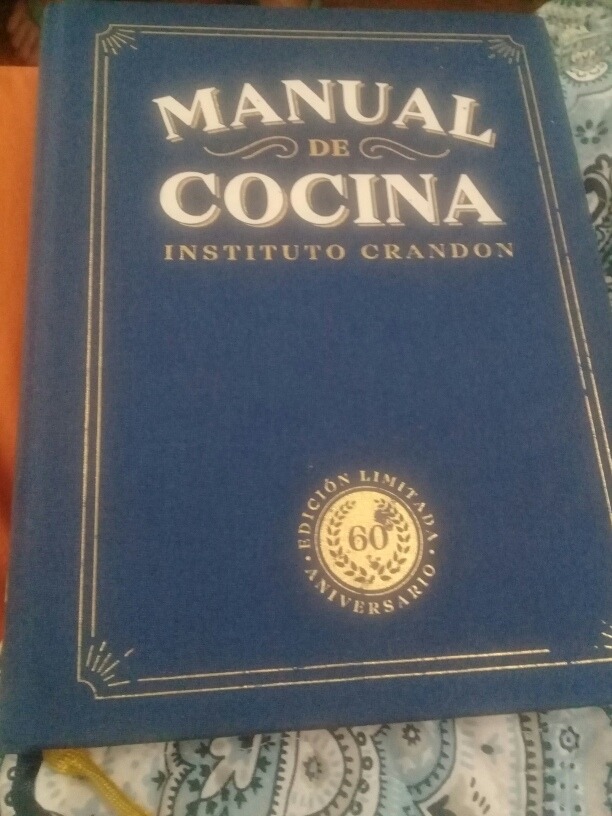 MANUAL
DE
COCINA
INSTITUTO CRANDON
EDICIÓN LIMITADA
60
ANIVERSARIO